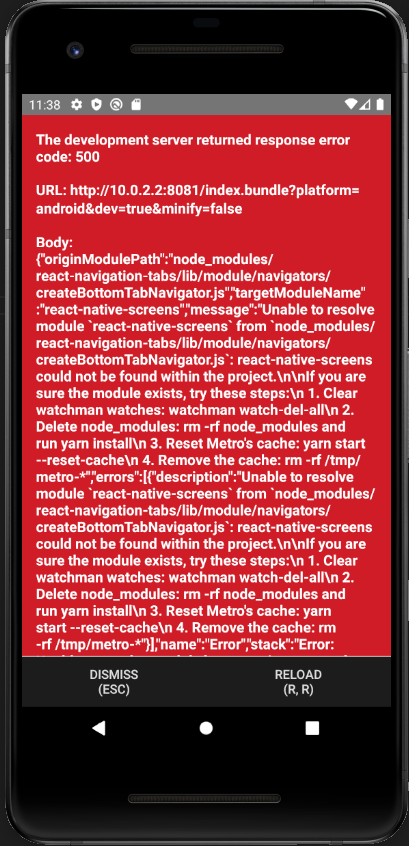 11:38
The development server returned response error
code: 500
URL: http://10.0.2.2:8081/index.bundle?platform=
android&dev=true&minify=false
Body:
{"originModulePath":"node_modules/
react-navigation-tabs/lib/module/navigators/
createBottomTabNavigator.js","targetModuleName"
:"react-native-screens","message":"Unable to resolve
module `react-native-screens` from `node_modules/
react-navigation-tabs/lib/module/navigators/
createBottomTabNavigator.js`: react-native-screens
could not be found within the project.\n\nIf you are
sure the module exists, try these steps:\n 1. Clear
watchman watches: watchman watch-del-all\n 2.
Delete node_modules: rm -rf node_modules and
run yarn install\n 3. Reset Metro's cache: yarn start
--reset-cache\n 4. Remove the cache: rm -rf /tmp/
metro-*","errors":[{"description":"Unable to resolve
module `react-native-screens` from `node_modules/
react-navigation-tabs/lib/module/navigators/
createBottomTabNavigator.js`: react-native-screens
could not be found within the project.\n\nIf you are
sure the module exists, try these steps:\n 1. Clear
watchman watches: watchman watch-del-all\n 2.
Delete node_modules: rm -rf node_modules and
run yarn install\n 3. Reset Metro's cache: yarn
start --reset-cache\n 4. Remove the cache: rm
-rf /tmp/metro-*"}],"name":"Error","stack":"Error:
DISMISS
(ESC)
RELOAD
(R, R)